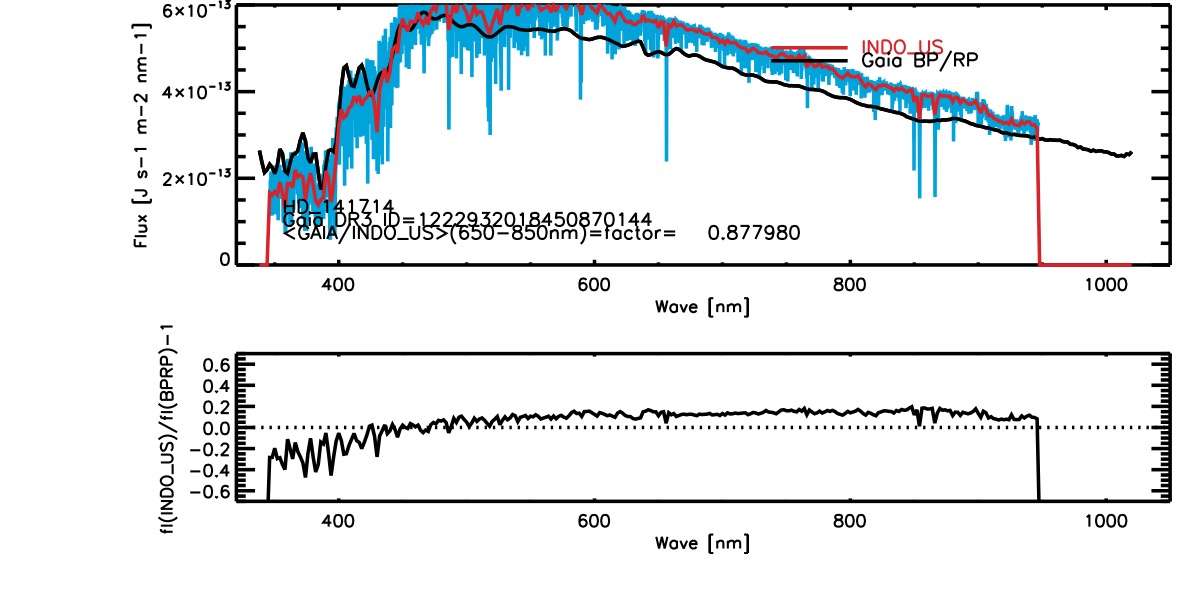 6×10−13
INDO_US
Gaia BP/RP
4×10−13
2×10−13
HD_141714
Gaia DR3 ID=1222932018450870144
<GAIA/INDO_US>(650−850nm)=factor= 0.877980
0
Flux [J s−1 m−2 nm−1]
400 600 800 1000
Wave [nm]
0.6
0.4
0.2
0.0
−0.2
−0.4
−0.6
fl(INDO_US)/fl(BPRP)−1
400 600 800 1000
Wave [nm]